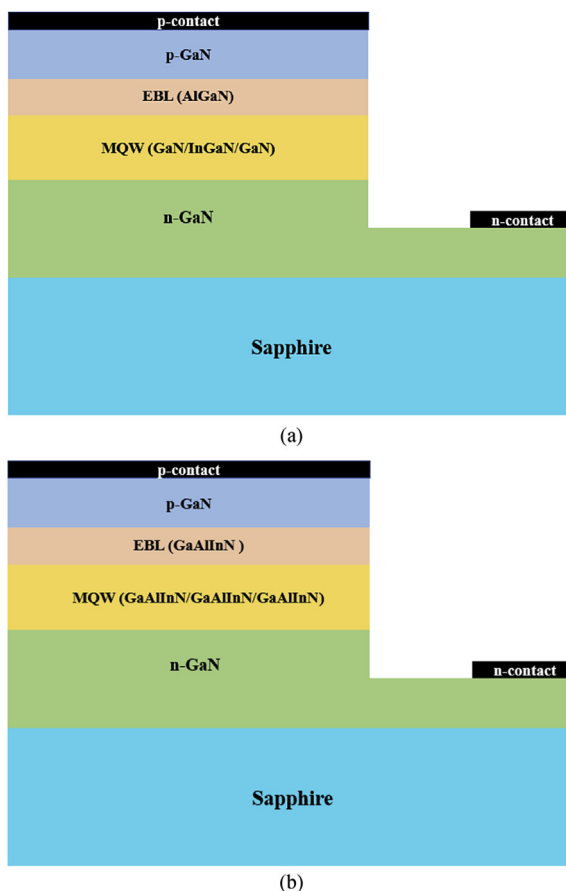 p-contact
p-GaN
EBL (AlGaN)
MQW (GaN/InGaN/GaN)
n-GaN
n-contact
Sapphire
(a)
p-contact
p-GaN
EBL (GaAlInN )
MQW (GaAlInN/GaAlInN/GaAlInN)
n-GaN
n-contact
Sapphire
(b)